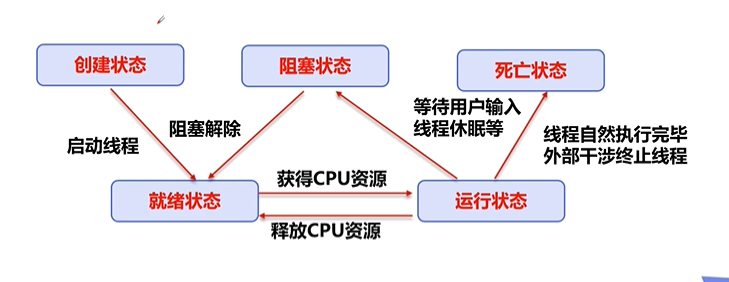 创建状态
阻塞状态
死亡状态
启动线程
阻塞解除
等待用户输入
线程休眠等
线程自然执行完毕
外部干涉终止线程
就绪状态
获得CPU资源
运行状态
释放CPU资源